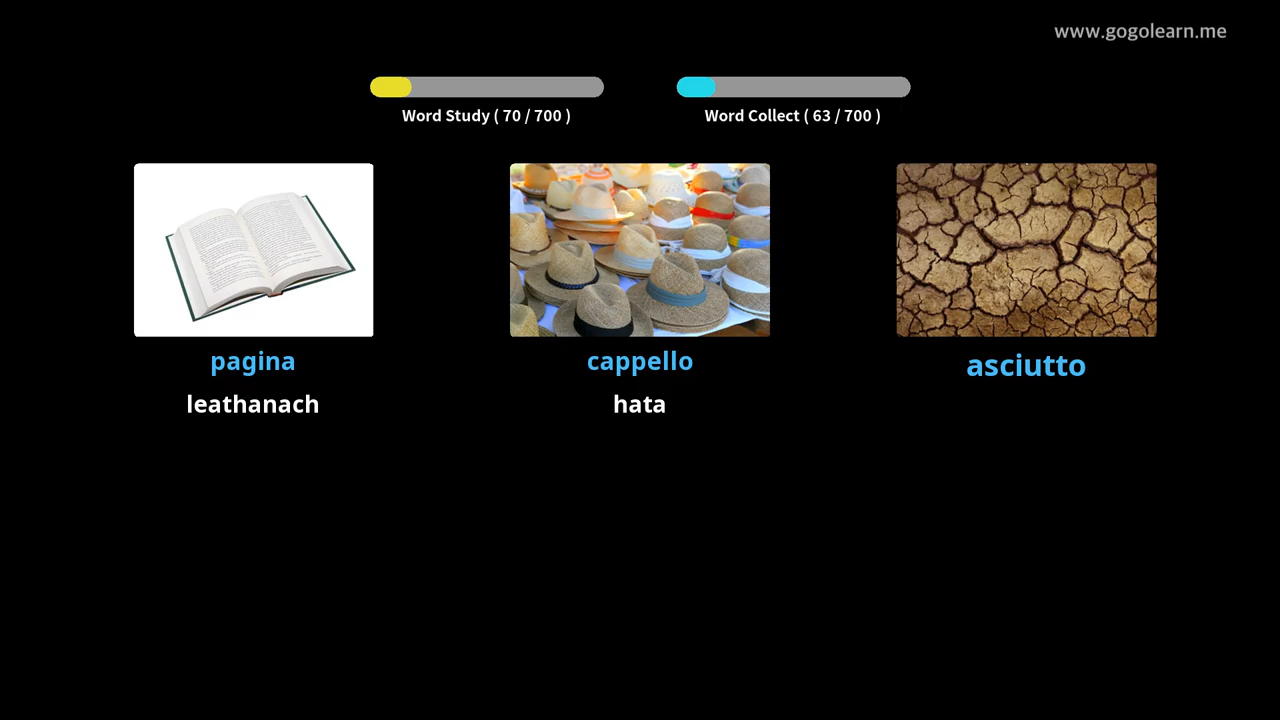 www.gogolearn.me
Word Study ( 70 / 700 )
Word Collect ( 63 / 700 )
pagina
cappello
asciutto
leathanach
hata